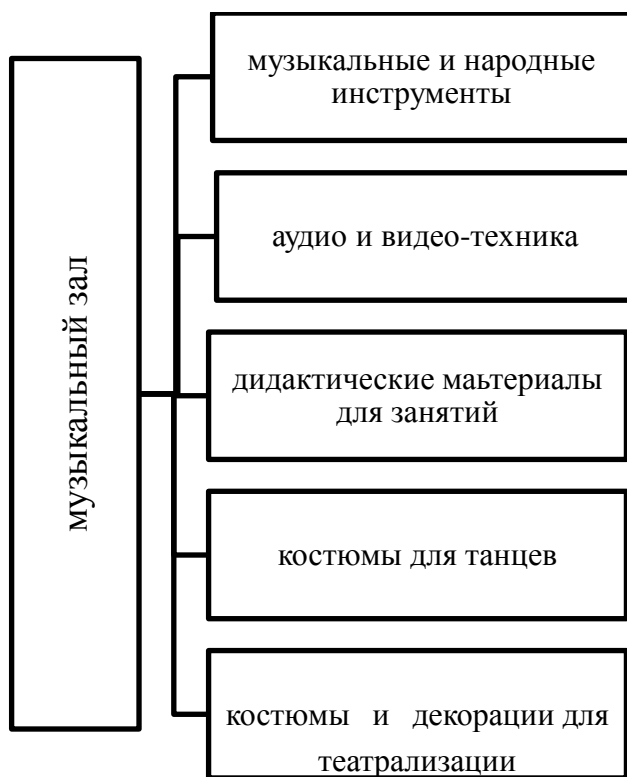 музыкальный зал
музыкальные и народные
инструменты
аудио и видео-техника
дидактические маьтериалы
для занятий
костюмы для танцев
костюмы и декорации для
театрализации